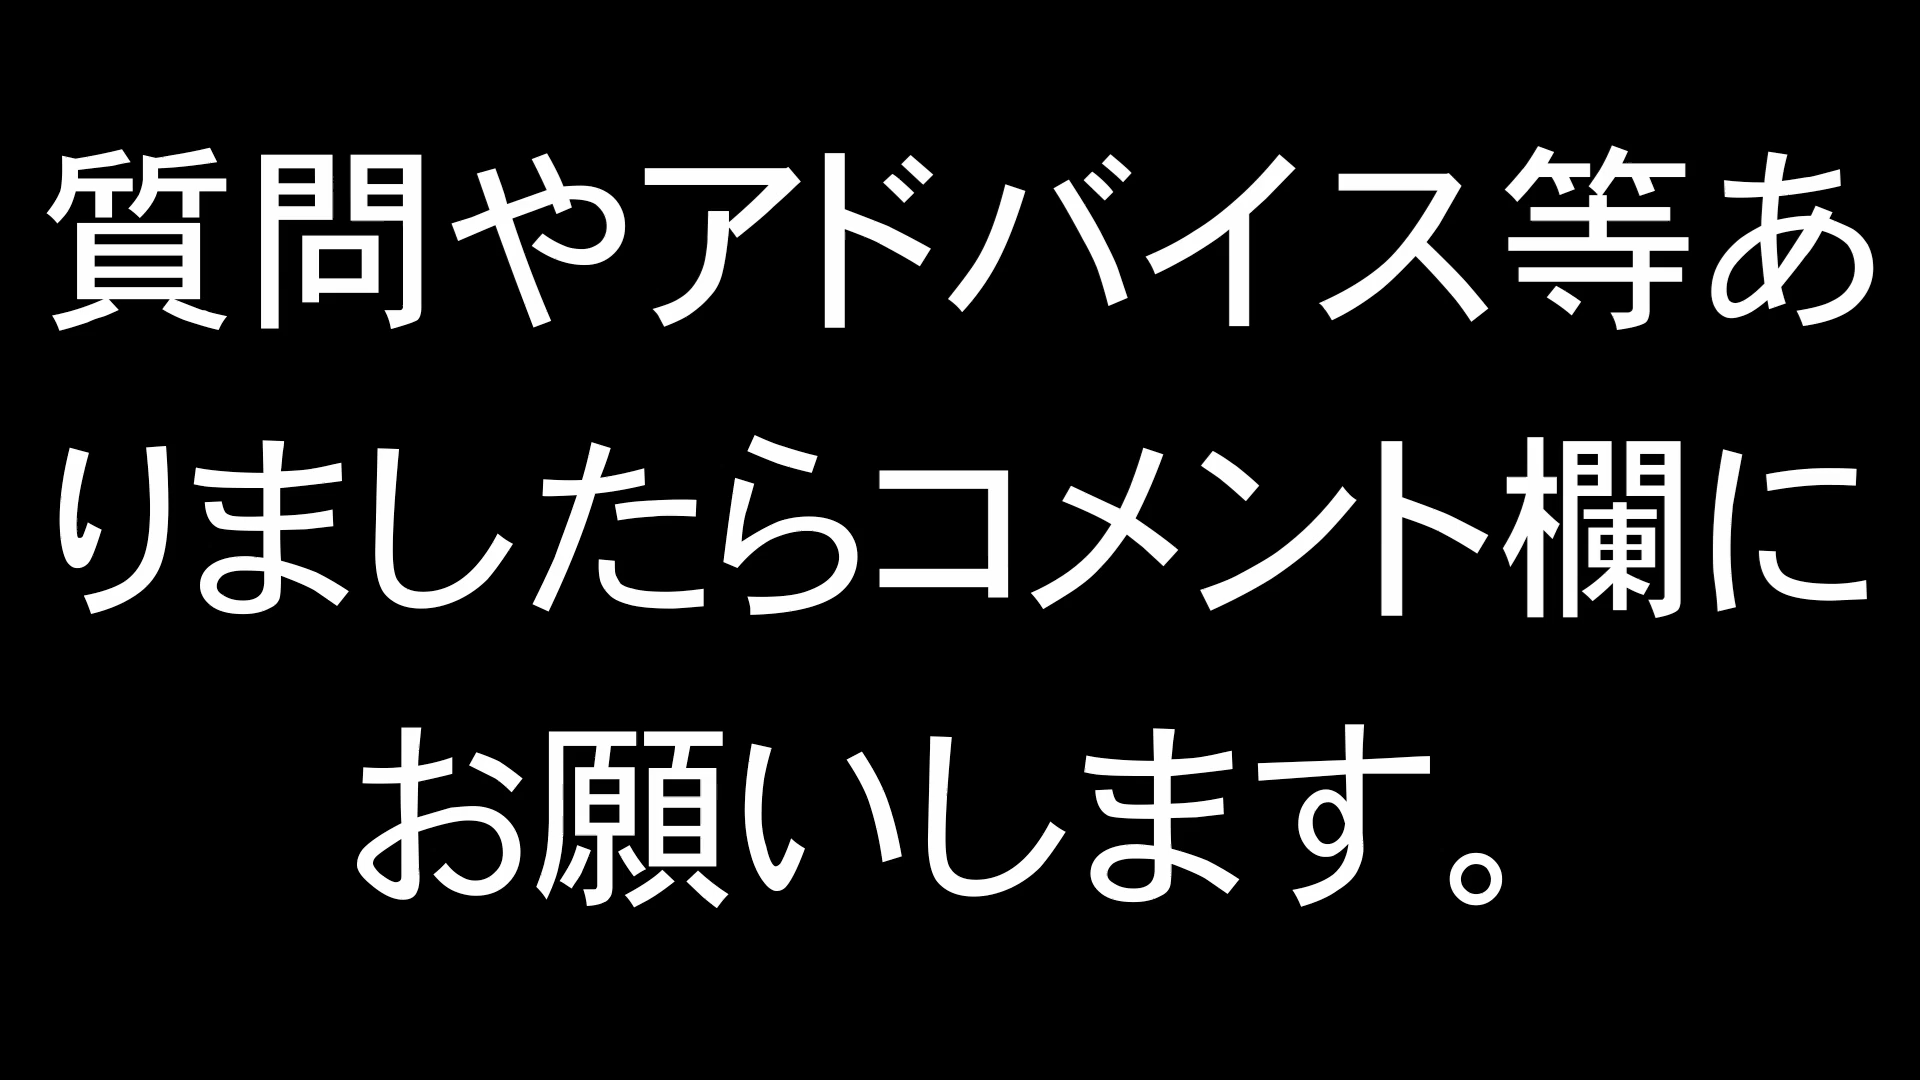 質問やアドバイス等あ
りましたらコメント欄に
お願いします。